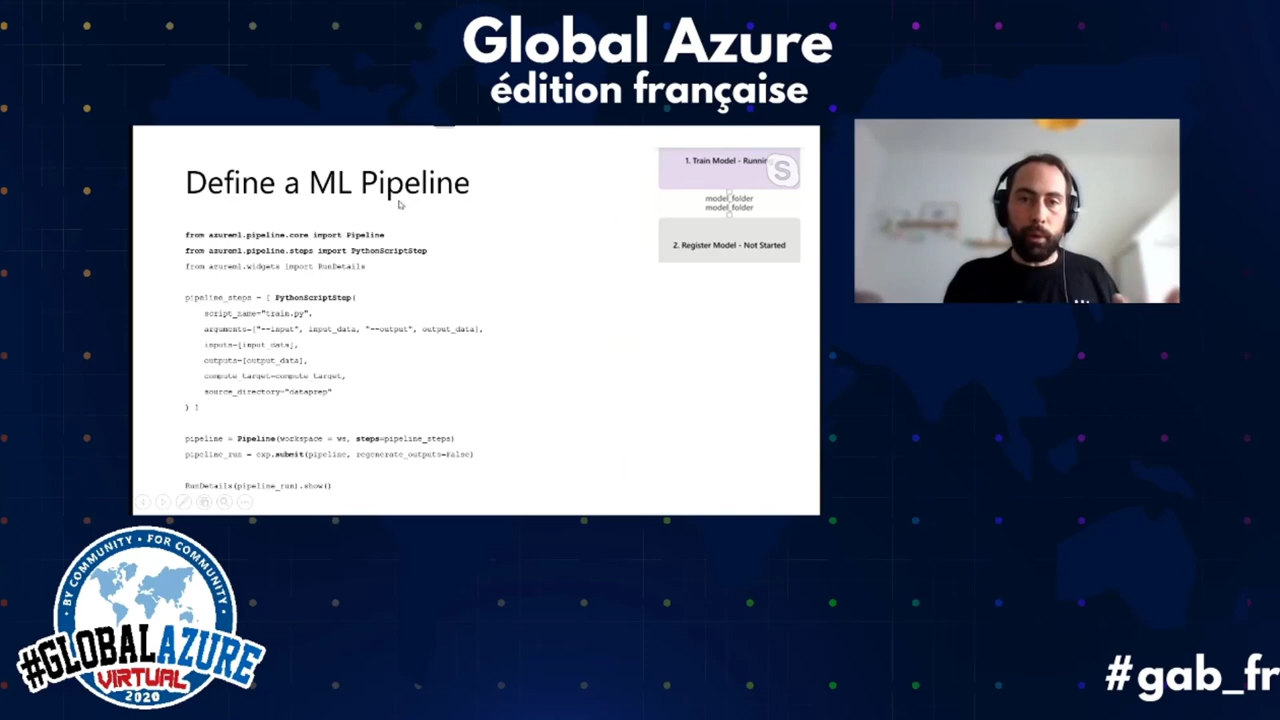 Global Azure
édition française
Define a ML Pipeline
from azureml.pipeline.core import Pipeline
from azureml.pipeline.steps import PythonScriptStep
from azureml.widgets import RunDetails
pipeline_steps = [ PythonScriptStep(
script_name="train.py",
arguments=["--input", input_data, "--output", output_data],
inputs=[input_data],
outputs=[output_data],
compute_target=compute_target,
source_directory="dataprep"
) ]
pipeline = Pipeline(workspace = ws, steps=pipeline_steps)
pipeline_run = exp.submit(pipeline, regenerate_outputs=False)
RunDetails(pipeline_run).show()
1. Train Model - Running
S
model_folder
model_folder
2. Register Model - Not Started
• BY COMMUNITY • FOR COMMUNITY •
#GLOBALAZURE
VIRTUAL
2020
#gab_fr